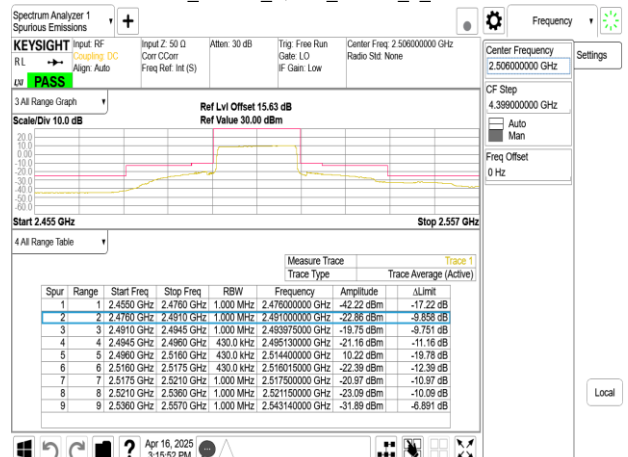 Spectrum Analyzer 1
Spurious Emissions
+
Frequency
KEYSIGHT
Input: RF
Coupling: DC
Align: Auto
Input Z: 50 Ω
Corr CCorr
Freq Ref: Int (S)
Atten: 30 dB
Trig: Free Run
Gate: LO
IF Gain: Low
Center Freq: 2.506000000 GHz
Radio Std: None
RL
LXI PASS
Center Frequency
2.506000000 GHz
Settings
CF Step
4.399000000 GHz
Auto
Man
Freq Offset
0 Hz
Local
3 All Range Graph
Scale/Div 10.0 dB
Ref Lvl Offset 15.63 dB
Ref Value 30.00 dBm
20.0
10.0
0.00
-10.0
-20.0
-30.0
-40.0
-50.0
-60.0
Start 2.455 GHz
Stop 2.557 GHz
4 All Range Table
Measure Trace Trace 1
Trace Type Trace Average (Active)
Spur Range Start Freq Stop Freq RBW Frequency Amplitude ΔLimit
1 1 2.4550 GHz 2.4760 GHz 1.000 MHz 2.476000000 GHz -42.22 dBm -17.22 dB
2 2 2.4760 GHz 2.4910 GHz 1.000 MHz 2.491000000 GHz -22.86 dBm -9.858 dB
3 3 2.4910 GHz 2.4945 GHz 1.000 MHz 2.493975000 GHz -19.75 dBm -9.751 dB
4 4 2.4945 GHz 2.4960 GHz 430.0 kHz 2.495130000 GHz -21.16 dBm -11.16 dB
5 5 2.4960 GHz 2.5160 GHz 430.0 kHz 2.514400000 GHz 10.22 dBm -19.78 dB
6 6 2.5160 GHz 2.5175 GHz 430.0 kHz 2.516015000 GHz -22.39 dBm -12.39 dB
7 7 2.5175 GHz 2.5210 GHz 1.000 MHz 2.517500000 GHz -20.97 dBm -10.97 dB
8 8 2.5210 GHz 2.5360 GHz 1.000 MHz 2.521150000 GHz -23.09 dBm -10.09 dB
9 9 2.5360 GHz 2.5570 GHz 1.000 MHz 2.543140000 GHz -31.89 dBm -6.891 dB
?
Apr 16, 2025
3:15:52 PM